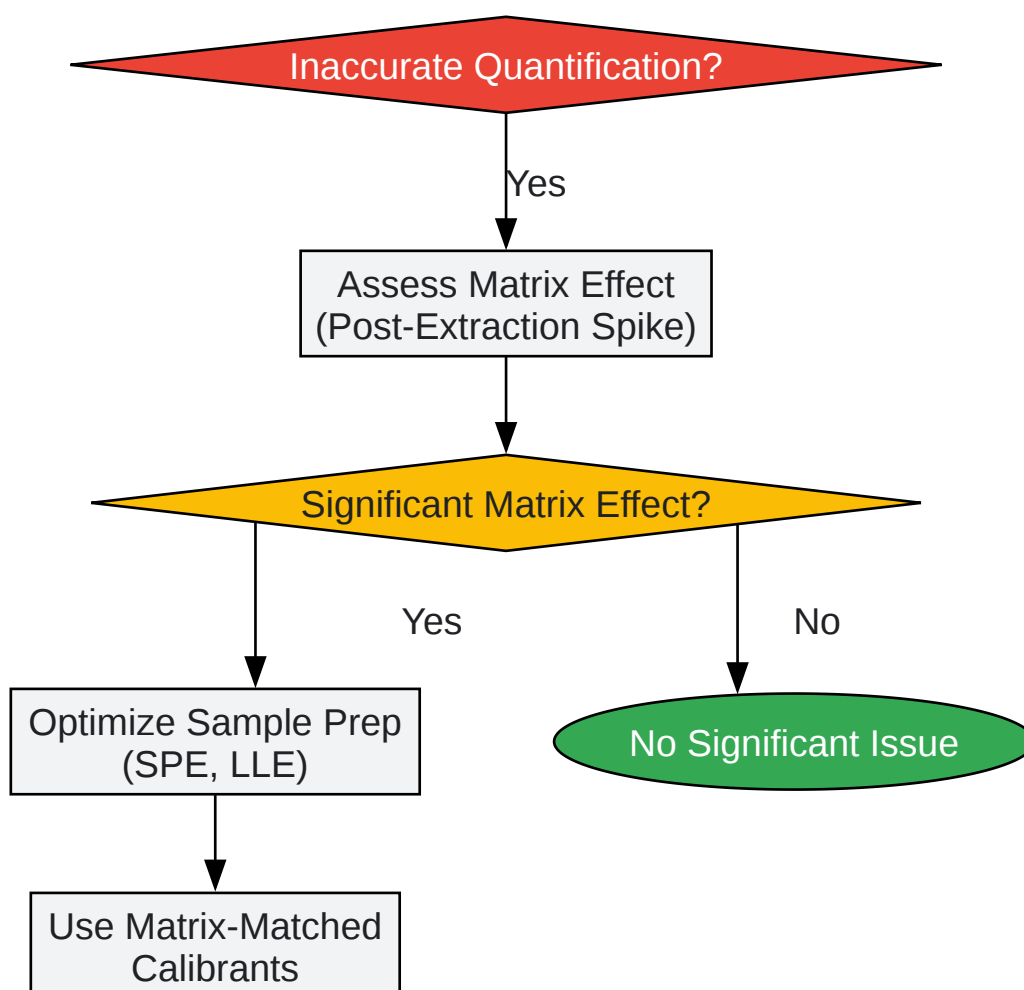 Inaccurate Quantification?
Yes
Assess Matrix Effect
(Post-Extraction Spike)
Significant Matrix Effect?
Yes
No
Optimize Sample Prep
(SPE, LLE)
No Significant Issue
Use Matrix-Matched
Calibrants